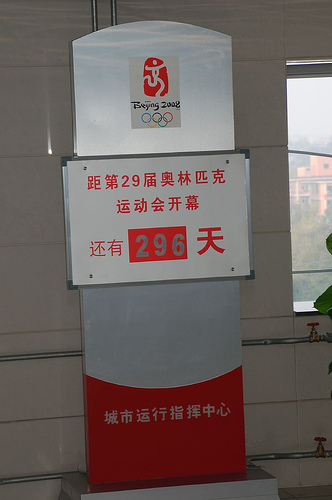 Beijing 2008
距第29届奥林匹克
运动会开幕
还有 296 天
城市运行指挥中心